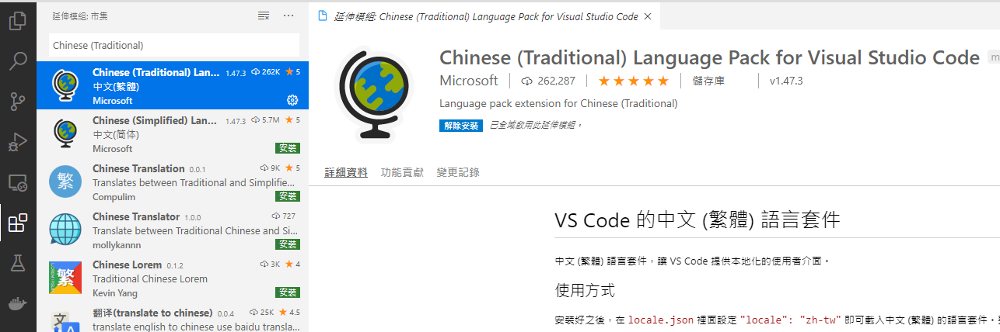 延伸模組: 市集
Chinese (Traditional)
Chinese (Traditional) Lan... 1.47.3 262K 5
中文(繁體)
Microsoft
Chinese (Simplified) Lan... 1.47.3 5.7M 5
中文(简体)
Microsoft 安裝
Chinese Translation 0.0.1 9K 5
Translates between Traditional and Simplifie...
Compulim 安裝
繁
Chinese Translator 1.0.0 727
Translate between Traditional Chinese and Si...
mollykannn 安裝
Chinese Lorem 0.1.2 3K 4
Traditional Chinese Lorem
Kevin Yang 安裝
繁
翻译(translate to chinese) 0.0.4 25K 4.5
translate english to chinese use baidu transla...
文
A
延伸模組: Chinese (Traditional) Language Pack for Visual Studio Code
Chinese (Traditional) Language Pack for Visual Studio Code
Microsoft 262,287 儲存庫 v1.47.3
Language pack extension for Chinese (Traditional)
解除安裝 已全域啟用此延伸模組。
詳細資料 功能貢獻 變更記錄
VS Code 的中文 (繁體) 語言套件
中文 (繁體) 語言套件，讓 VS Code 提供本地化的使用者介面。
使用方式
安裝好之後，在 locale.json 裡面設定 "locale": "zh-tw" 即可載入中文 (繁體) 的語言套件。